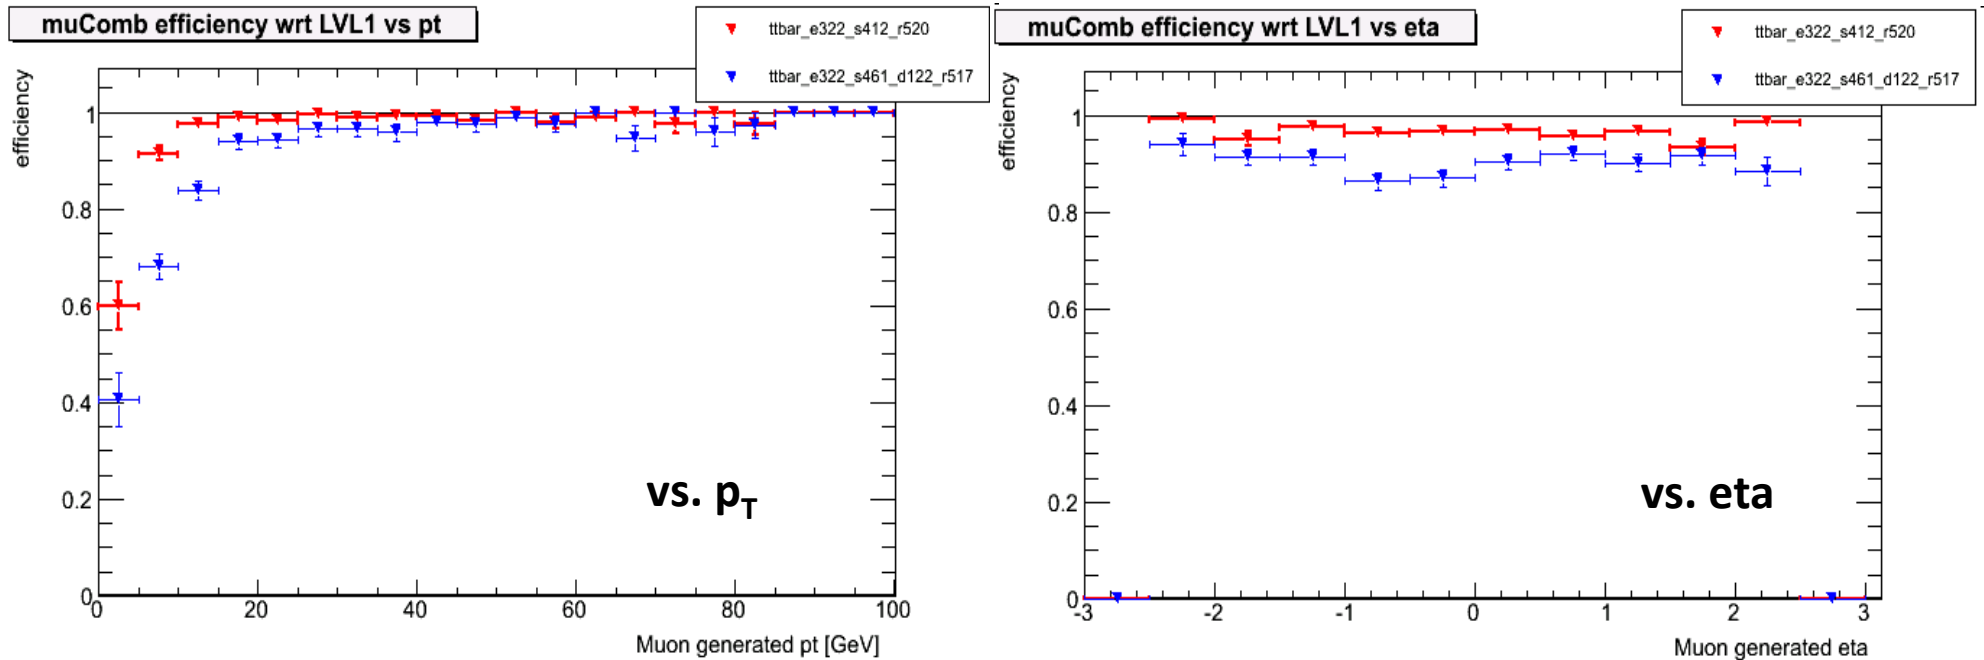 muComb efficiency wrt LVL1 vs pt
ttbar_e322_s412_r520
ttbar_e322_s461_d122_r517
efficiency
1
0.8
0.6
0.4
0.2
0
0 20 40 60 80 100
Muon generated pt [GeV]
vs. pT
muComb efficiency wrt LVL1 vs eta
ttbar_e322_s412_r520
ttbar_e322_s461_d122_r517
efficiency
1
0.8
0.6
0.4
0.2
0
-3 -2 -1 0 1 2 3
Muon generated eta
vs. eta